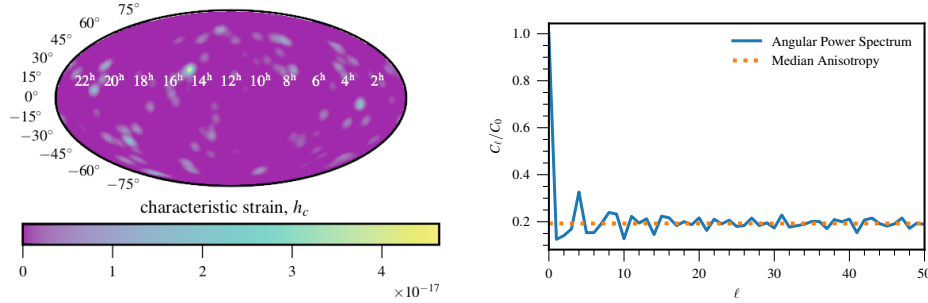 75°
60°
45°
30°
15°
0°
−15°
−30°
−45°
−60°
−75°
22ʰ 20ʰ 18ʰ 16ʰ 14ʰ 12ʰ 10ʰ 8ʰ 6ʰ 4ʰ 2ʰ
characteristic strain, h_c
0 1 2 3 4
×10⁻¹⁷
Angular Power Spectrum
Median Anisotropy
C_ℓ/C_0
1.0
0.8
0.6
0.4
0.2
0 10 20 30 40 50
ℓ